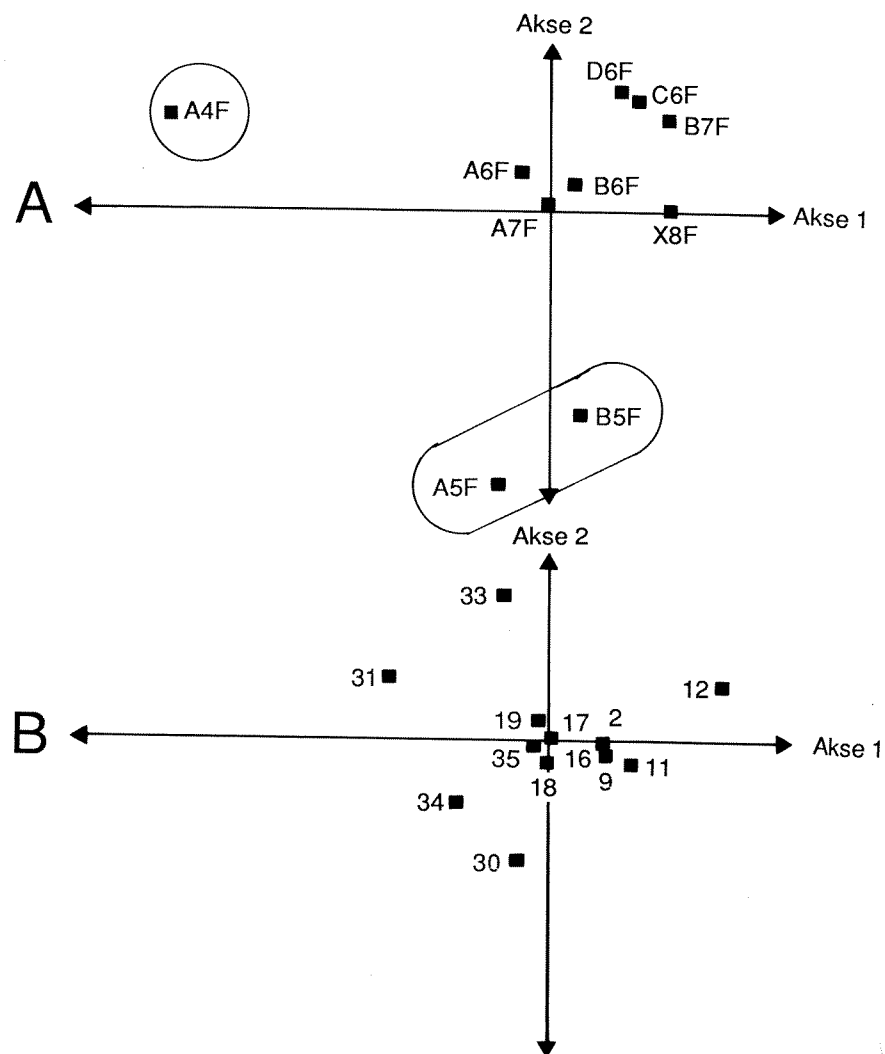 Akse 2
D6F
C6F
A4F
B7F
A6F
B6F
A
A7F
X8F
Akse 1
B5F
A5F
Akse 2
33
31
12
19
17
2
B
Akse 1
35
16
11
18
9
34
30